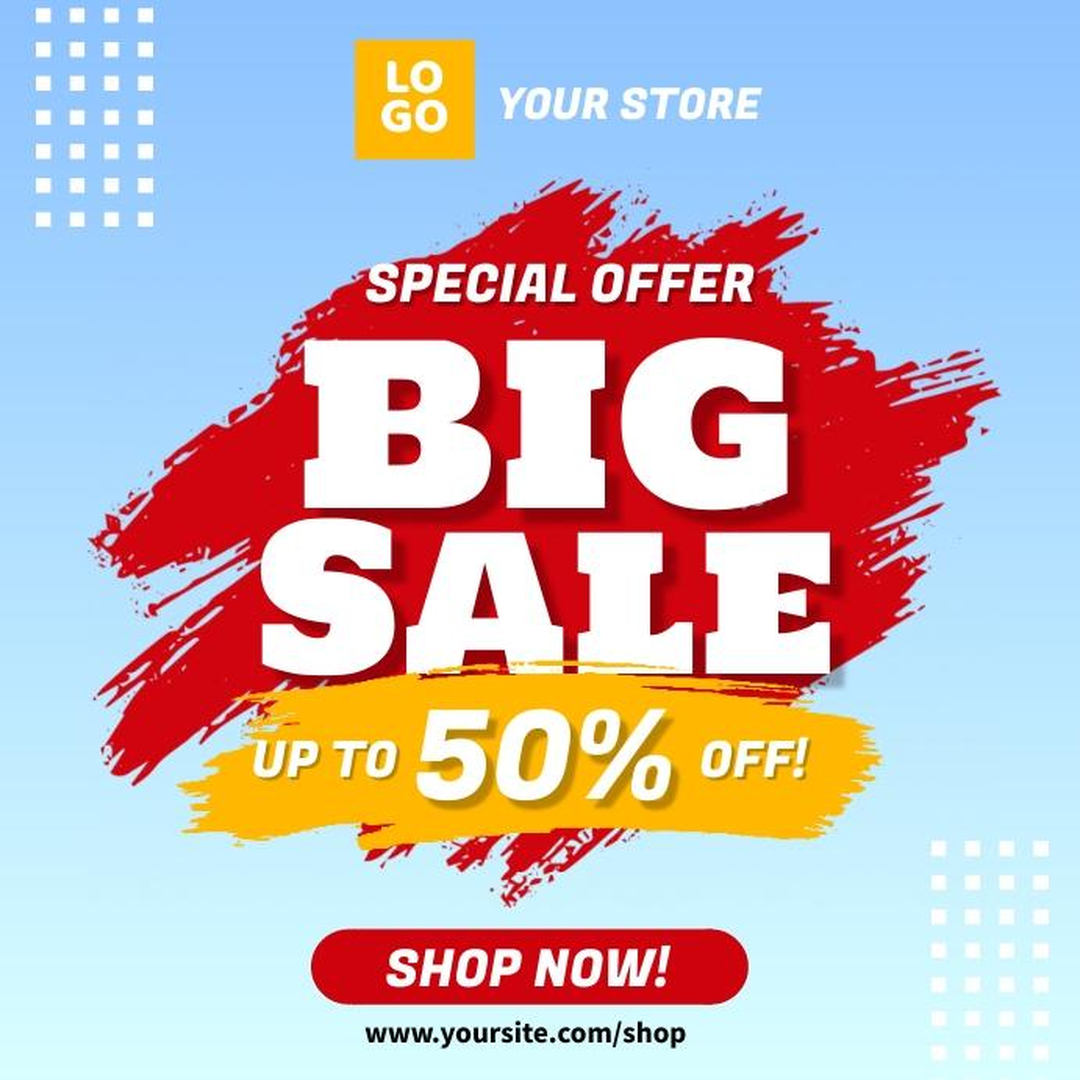 LO
GO
YOUR STORE
SPECIAL OFFER
BIG
SALE
UP TO 50% OFF!
SHOP NOW!
www.yoursite.com/shop